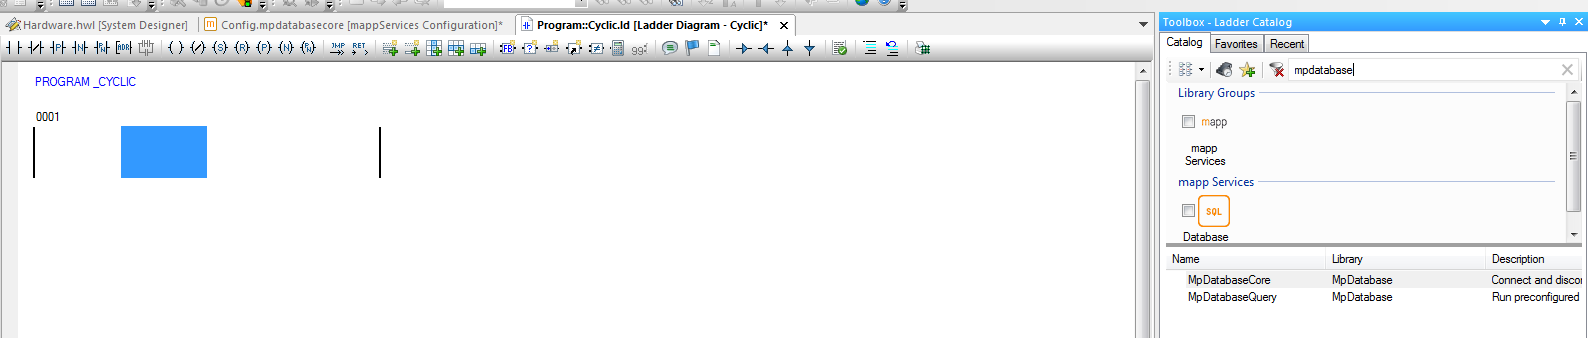 Hardware.hwl [System Designer]
Config.mpdatabasecore [mappServices Configuration]*
Program::Cyclic.ld [Ladder Diagram - Cyclic]*
PROGRAM _CYCLIC
0001
Toolbox - Ladder Catalog
Catalog Favorites Recent
mpdatabase
Library Groups
mapp
mapp
Services
mapp Services
SQL
Database
Name Library Description
MpDatabaseCore MpDatabase Connect and discor
MpDatabaseQuery MpDatabase Run preconfigured